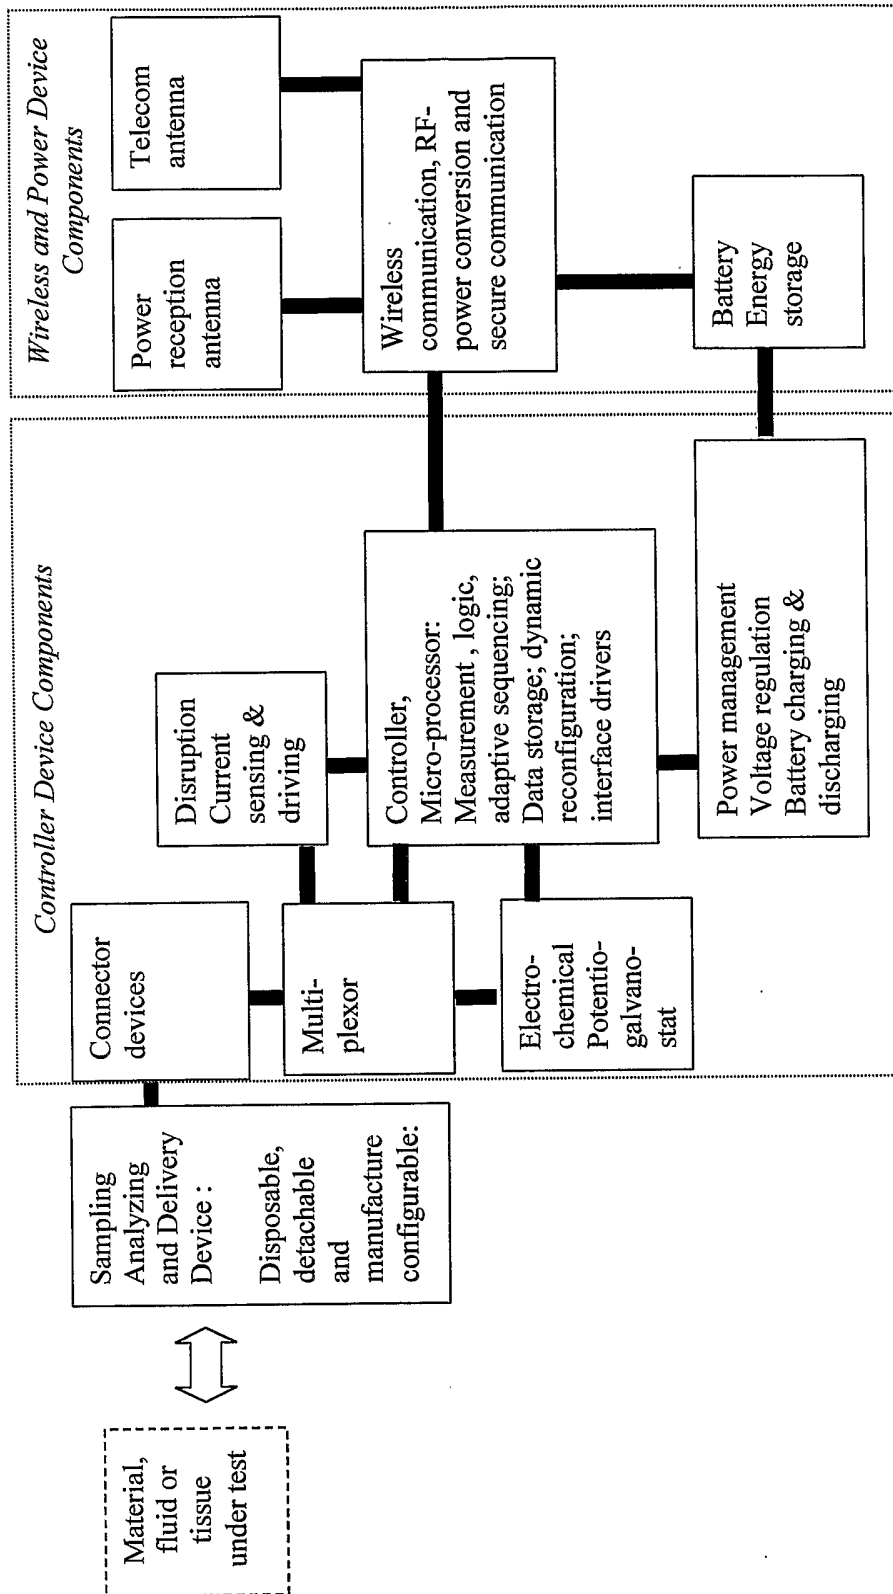 Material,
fluid or
tissue
under test
Sampling
Analyzing
and Delivery
Device :
Disposable,
detachable
and
manufacture
configurable:
Controller Device Components
Connector
devices
Multi-
plexor
Electro-
chemical
Potentio-
galvano-
stat
Disruption
Current
sensing &
driving
Controller,
Micro-processor:
Measurement , logic,
adaptive sequencing;
Data storage; dynamic
reconfiguration;
interface drivers
Power management
Voltage regulation
Battery charging &
discharging
Wireless and Power Device
Components
Power
reception
antenna
Telecom
antenna
Wireless
communication, RF-
power conversion and
secure communication
Battery
Energy
storage